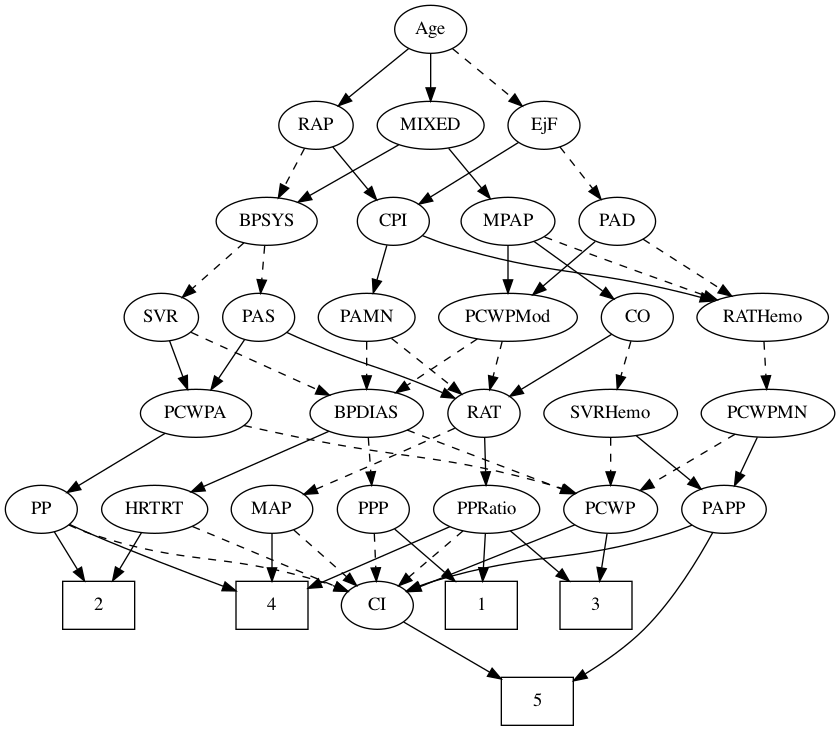 Age
RAP
MIXED
EjF
BPSYS
CPI
MPAP
PAD
SVR
PAS
PAMN
PCWPMod
CO
RATHemo
PCWPA
BPDIAS
RAT
SVRHemo
PCWPMN
PP
HRTRT
MAP
PPP
PPRatio
PCWP
PAPP
2
4
CI
1
3
5